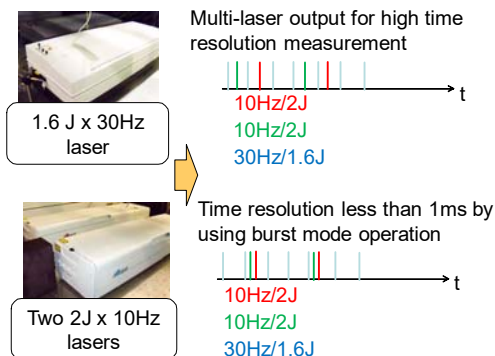 Multi-laser output for high time
resolution measurement
t
10Hz/2J
10Hz/2J
30Hz/1.6J
1.6 J x 30Hz
laser
Time resolution less than 1ms by
using burst mode operation
t
10Hz/2J
10Hz/2J
30Hz/1.6J
Two 2J x 10Hz
lasers